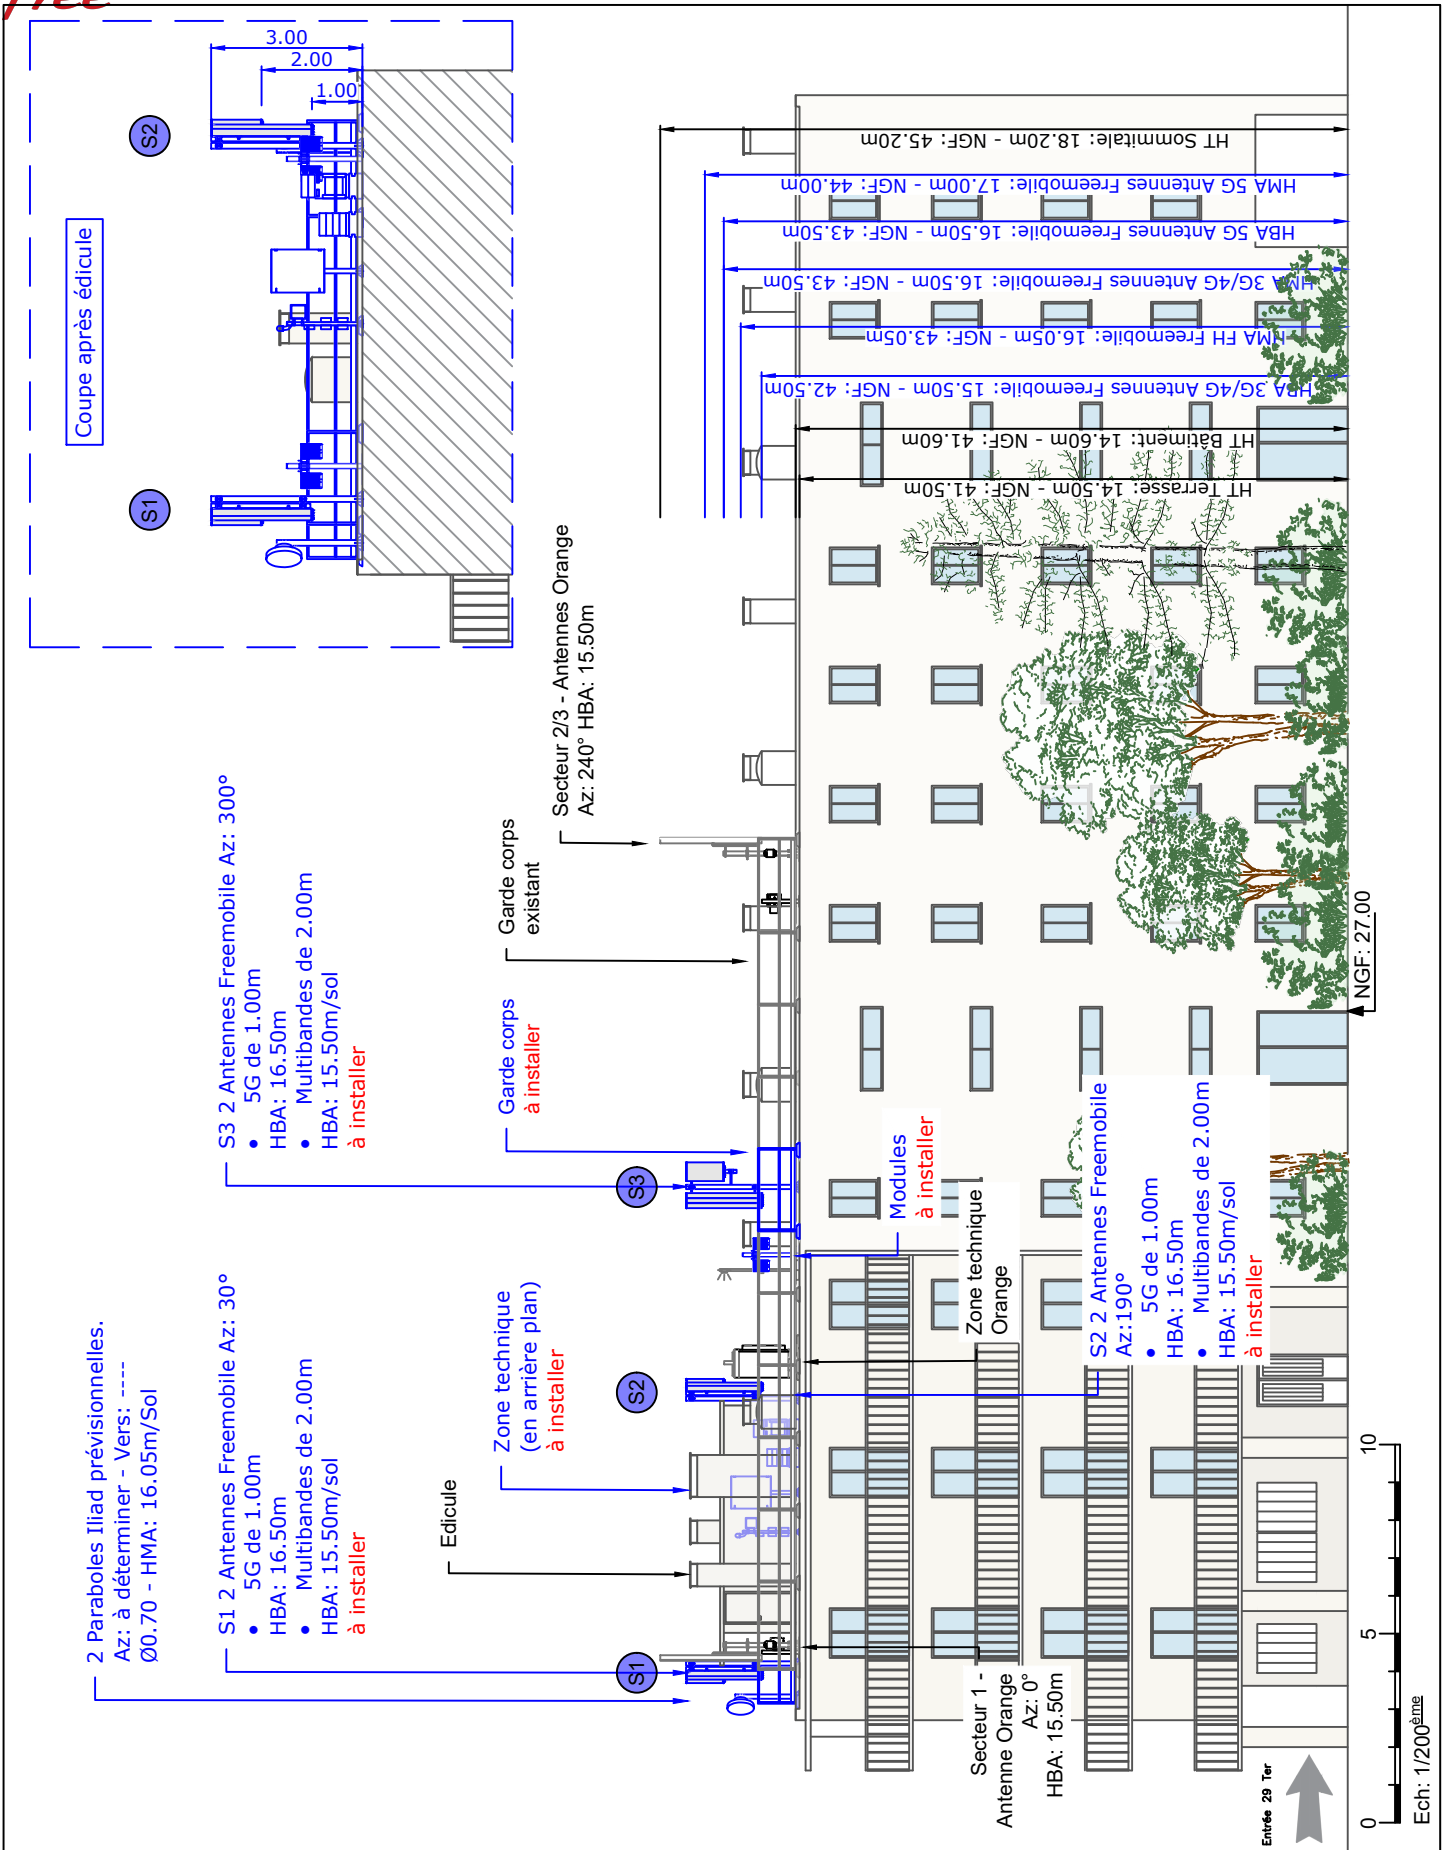 free
Coupe après édicule
S1
S2
3.00
2.00
1.00
2 Paraboles Iliad prévisionnelles.
Az: à déterminer - Vers: ----
Ø0.70 - HMA: 16.05m/Sol
S1 2 Antennes Freemobile Az: 30°
• 5G de 1.00m
HBA: 16.50m
• Multibandes de 2.00m
HBA: 15.50m/sol
à installer
S3 2 Antennes Freemobile Az: 300°
• 5G de 1.00m
HBA: 16.50m
• Multibandes de 2.00m
HBA: 15.50m/sol
à installer
Edicule
Zone technique
(en arrière plan)
à installer
Garde corps
à installer
Garde corps
existant
Secteur 2/3 - Antennes Orange
Az: 240° HBA: 15.50m
S1
S2
S3
HT Sommitale: 18.20m - NGF: 45.20m
HMA 5G Antennes Freemobile: 17.00m - NGF: 44.00m
HBA 5G Antennes Freemobile: 16.50m - NGF: 43.50m
HMA 3G/4G Antennes Freemobile: 16.50m - NGF: 43.50m
HMA FH Freemobile: 16.05m - NGF: 43.05m
HBA 3G/4G Antennes Freemobile: 15.50m - NGF: 42.50m
HT Bâtiment: 14.60m - NGF: 41.60m
HT Terrasse: 14.50m - NGF: 41.50m
Modules
à installer
Zone technique
Orange
Secteur 1 -
Antenne Orange
Az: 0°
HBA: 15.50m
S2 2 Antennes Freemobile
Az:190°
• 5G de 1.00m
HBA: 16.50m
• Multibandes de 2.00m
HBA: 15.50m/sol
à installer
NGF: 27.00
Entrée 29 Ter
0 5 10
Ech: 1/200ème